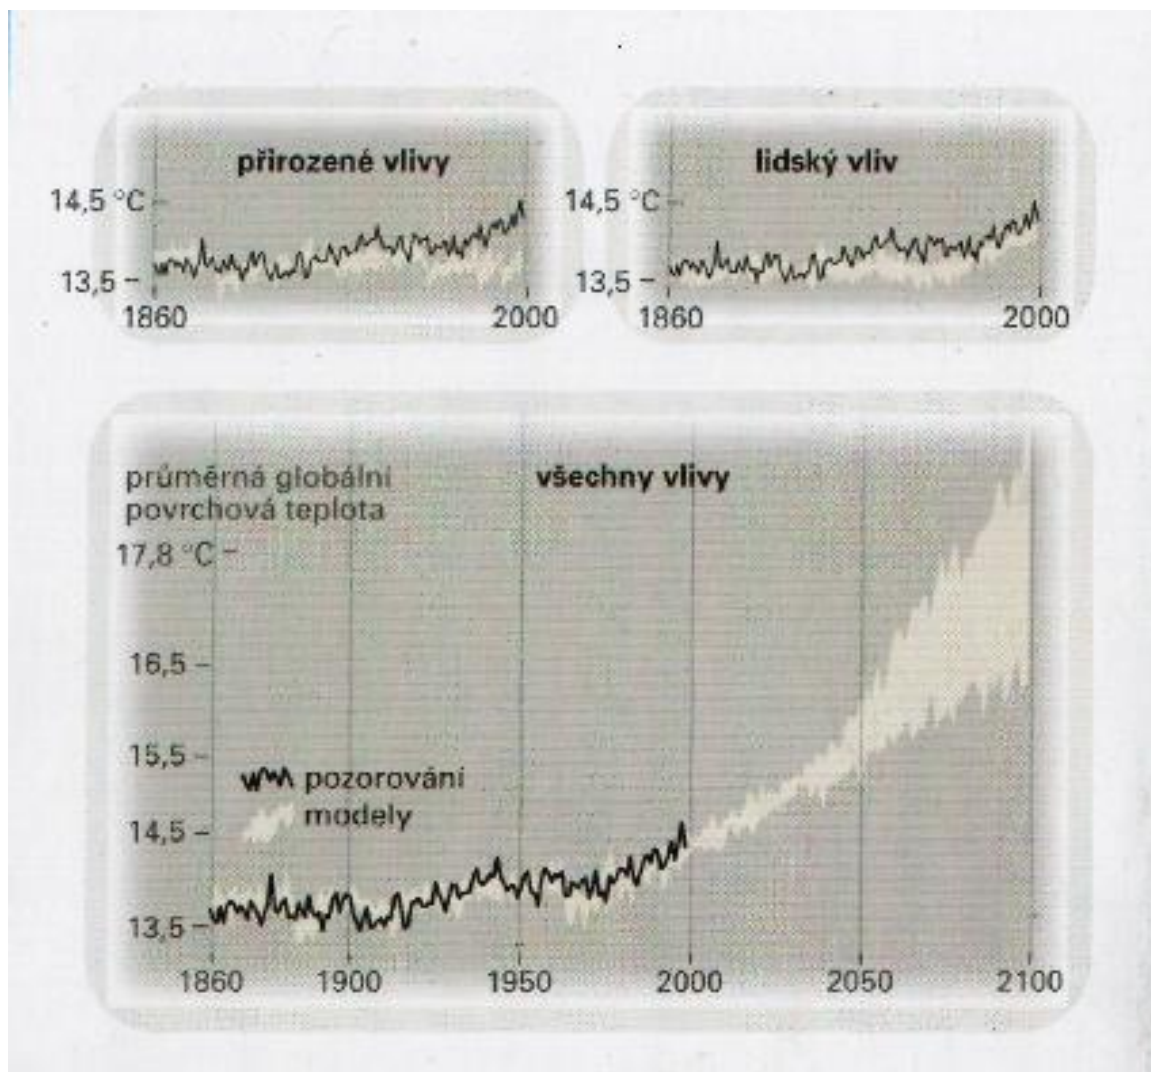 přirozené vlivy
14,5 °C
13,5
1860
2000
lidský vliv
14,5 °C
13,5
1860
2000
průměrná globální
povrchová teplota
všechny vlivy
17,8 °C
16,5
15,5
pozorování
modely
14,5
13,5
1860
1900
1950
2000
2050
2100